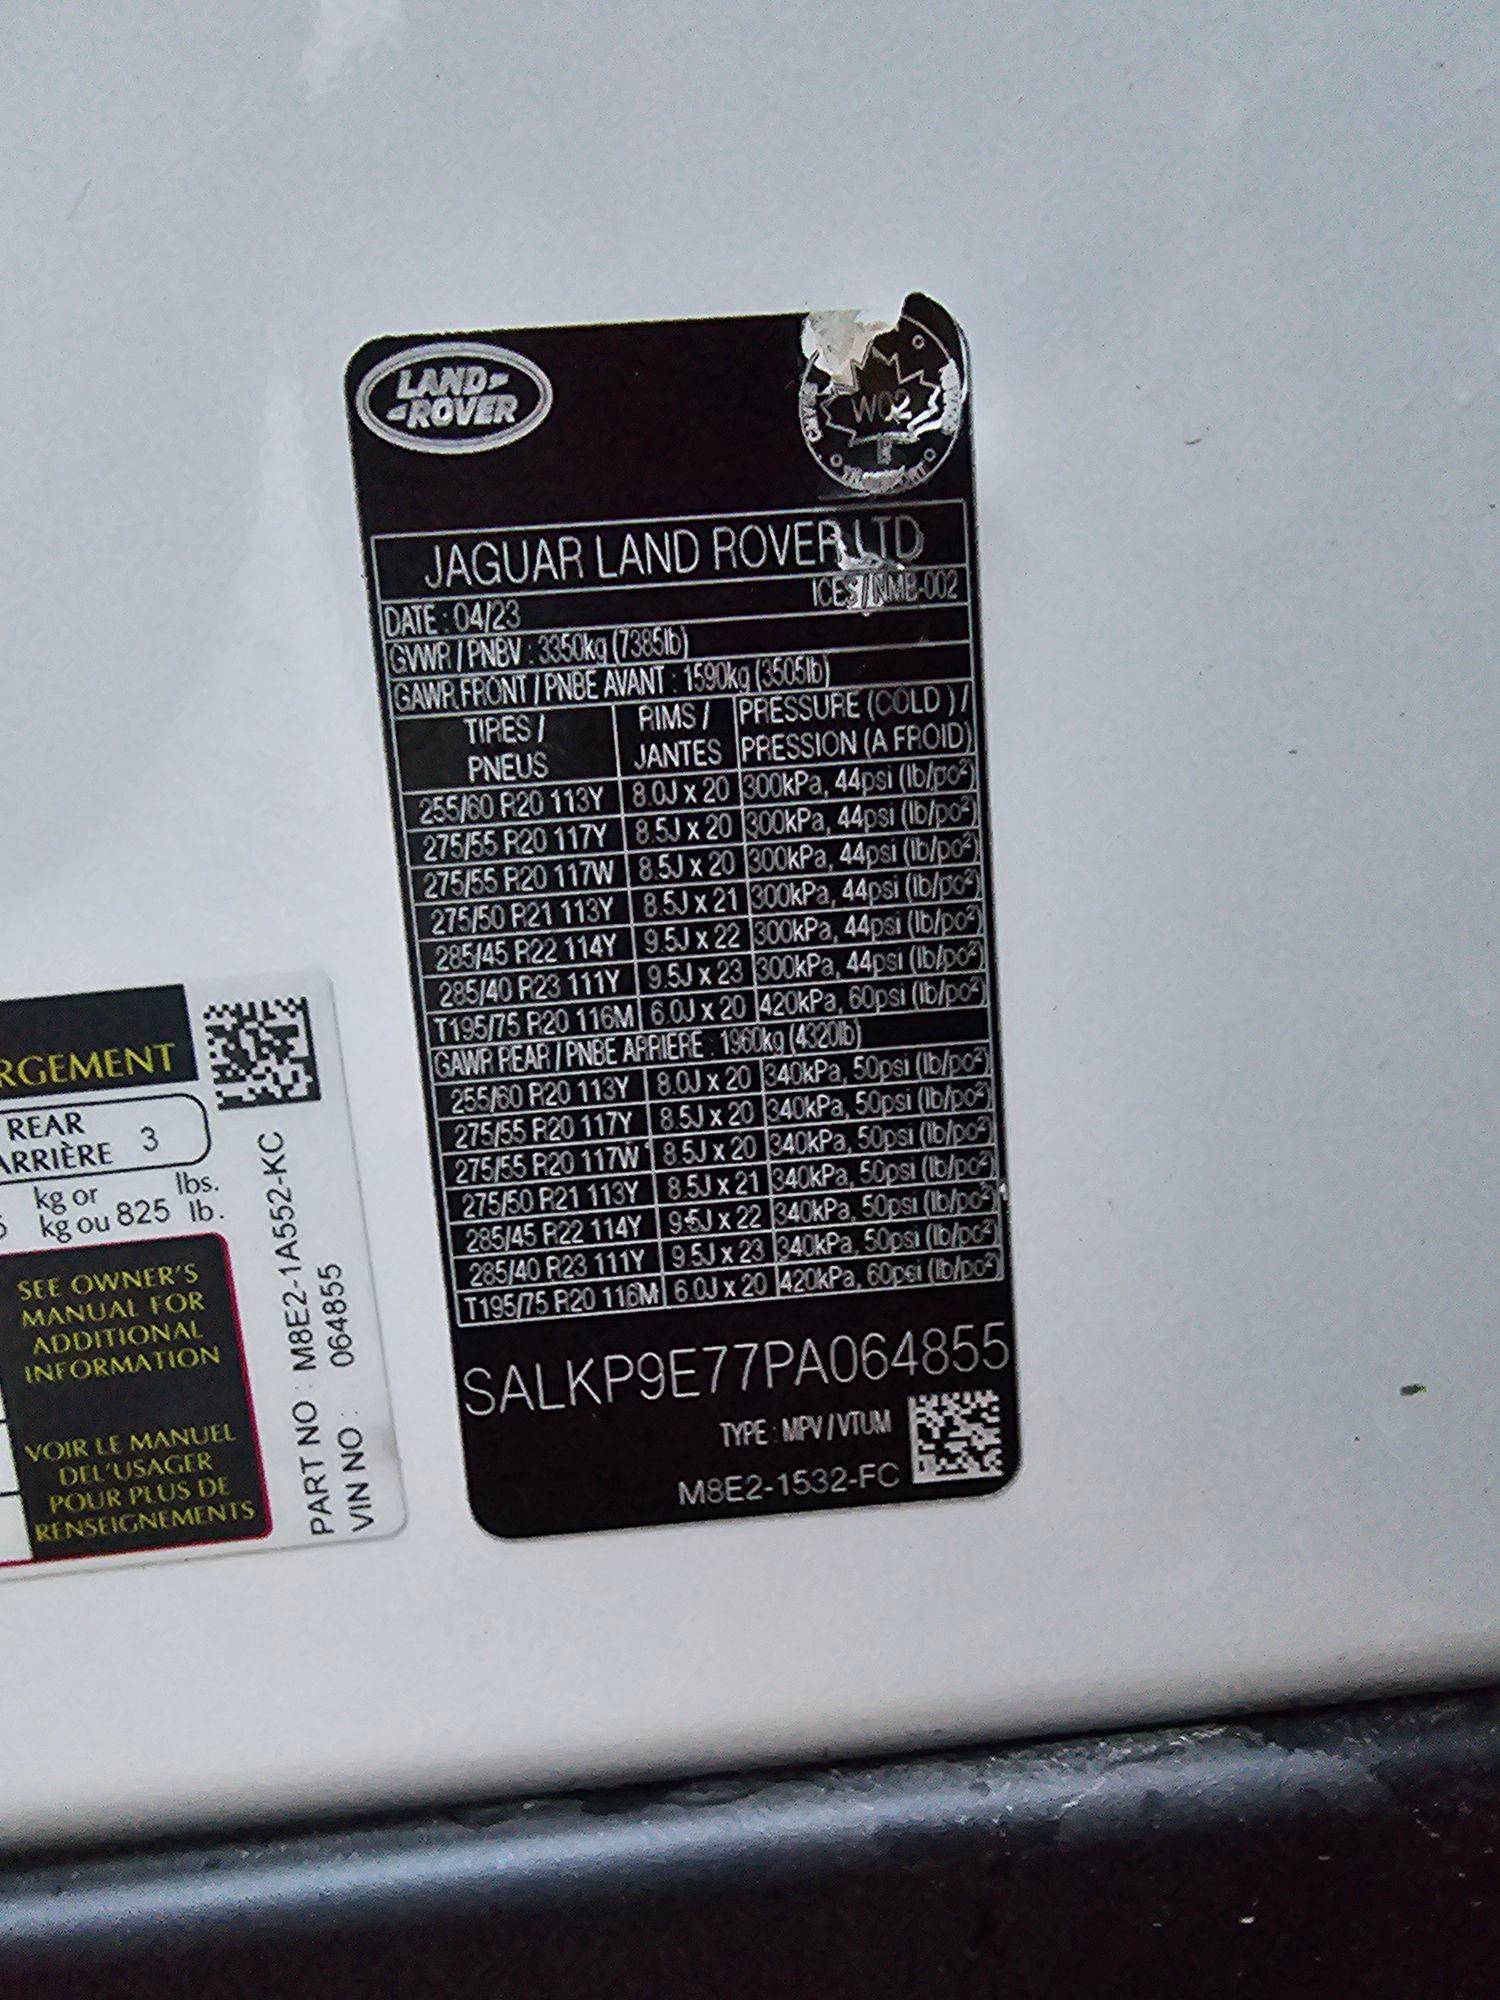 LAND-
-ROVER
W02
TRANSPORT
JAGUAR LAND ROVER LTD
ICES/NMB-002
DATE : 04/23
GVWR / PNBV : 3350kg (7385lb)
GAWR FRONT / PNBE AVANT : 1590kg (3505lb)
TIRES / PNEUS RIMS / JANTES PRESSURE (COLD ) / PRESSION (A FROID)
255/60 R20 113Y 8.0J x 20 300kPa, 44psi (lb/po²)
275/55 R20 117Y 8.5J x 20 300kPa, 44psi (lb/po²)
275/55 R20 117W 8.5J x 20 300kPa, 44psi (lb/po²)
275/50 R21 113Y 8.5J x 21 300kPa, 44psi (lb/po²)
285/45 R22 114Y 9.5J x 22 300kPa, 44psi (lb/po²)
285/40 R23 111Y 9.5J x 23 300kPa, 44psi (lb/po²)
T195/75 R20 116M 6.0J x 20 420kPa, 60psi (lb/po²)
GAWR REAR / PNBE ARRIERE : 1960kg (4320lb)
255/60 R20 113Y 8.0J x 20 340kPa, 50psi (lb/po²)
275/55 R20 117Y 8.5J x 20 340kPa, 50psi (lb/po²)
275/55 R20 117W 8.5J x 20 340kPa, 50psi (lb/po²)
275/50 R21 113Y 8.5J x 21 340kPa, 50psi (lb/po²)
285/45 R22 114Y 9.5J x 22 340kPa, 50psi (lb/po²)
285/40 R23 111Y 9.5J x 23 340kPa, 50psi (lb/po²)
T195/75 R20 116M 6.0J x 20 420kPa, 60psi (lb/po²)
SALKP9E77PA064855
TYPE : MPV / VTUM
M8E2-1532-FC
RGEMENT
REAR
ARRIÈRE 3
kg or lbs.
kg ou 825 lb.
SEE OWNER'S
MANUAL FOR
ADDITIONAL
INFORMATION
VOIR LE MANUEL
DEL'USAGER
POUR PLUS DE
RENSEIGNEMENTS
PART NO : M8E2-1A552-KC
VIN NO : 064855